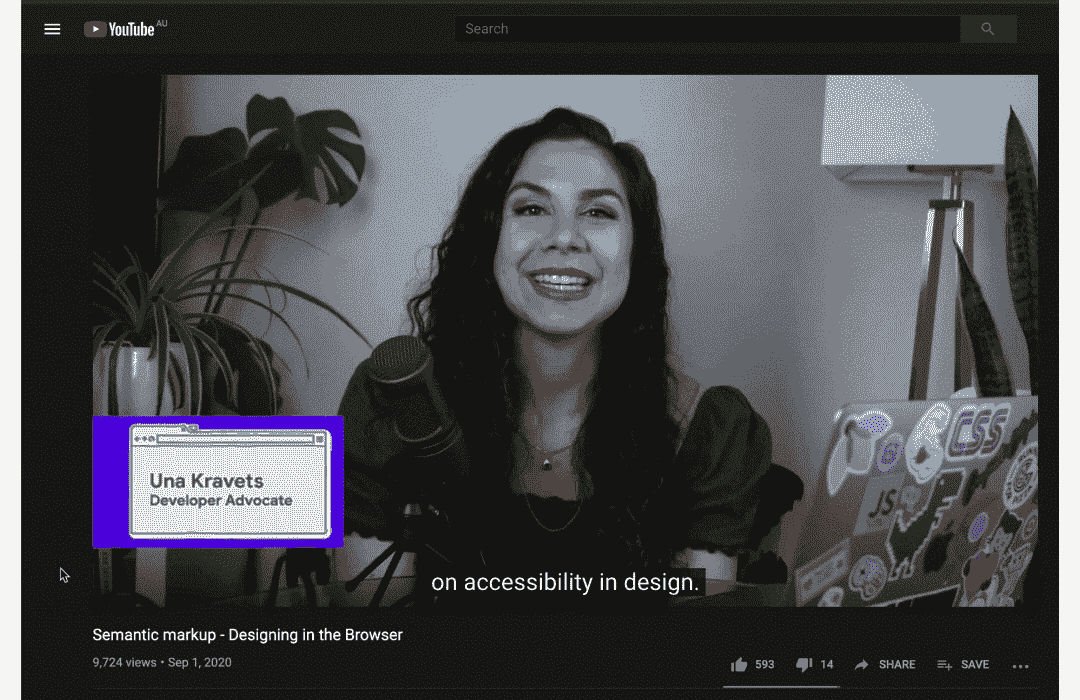 YouTube AU
Search
CSS
JS
Una Kravets
Developer Advocate
on accessibility in design.
Semantic markup - Designing in the Browser
9,724 views • Sep 1, 2020
593 14 SHARE SAVE